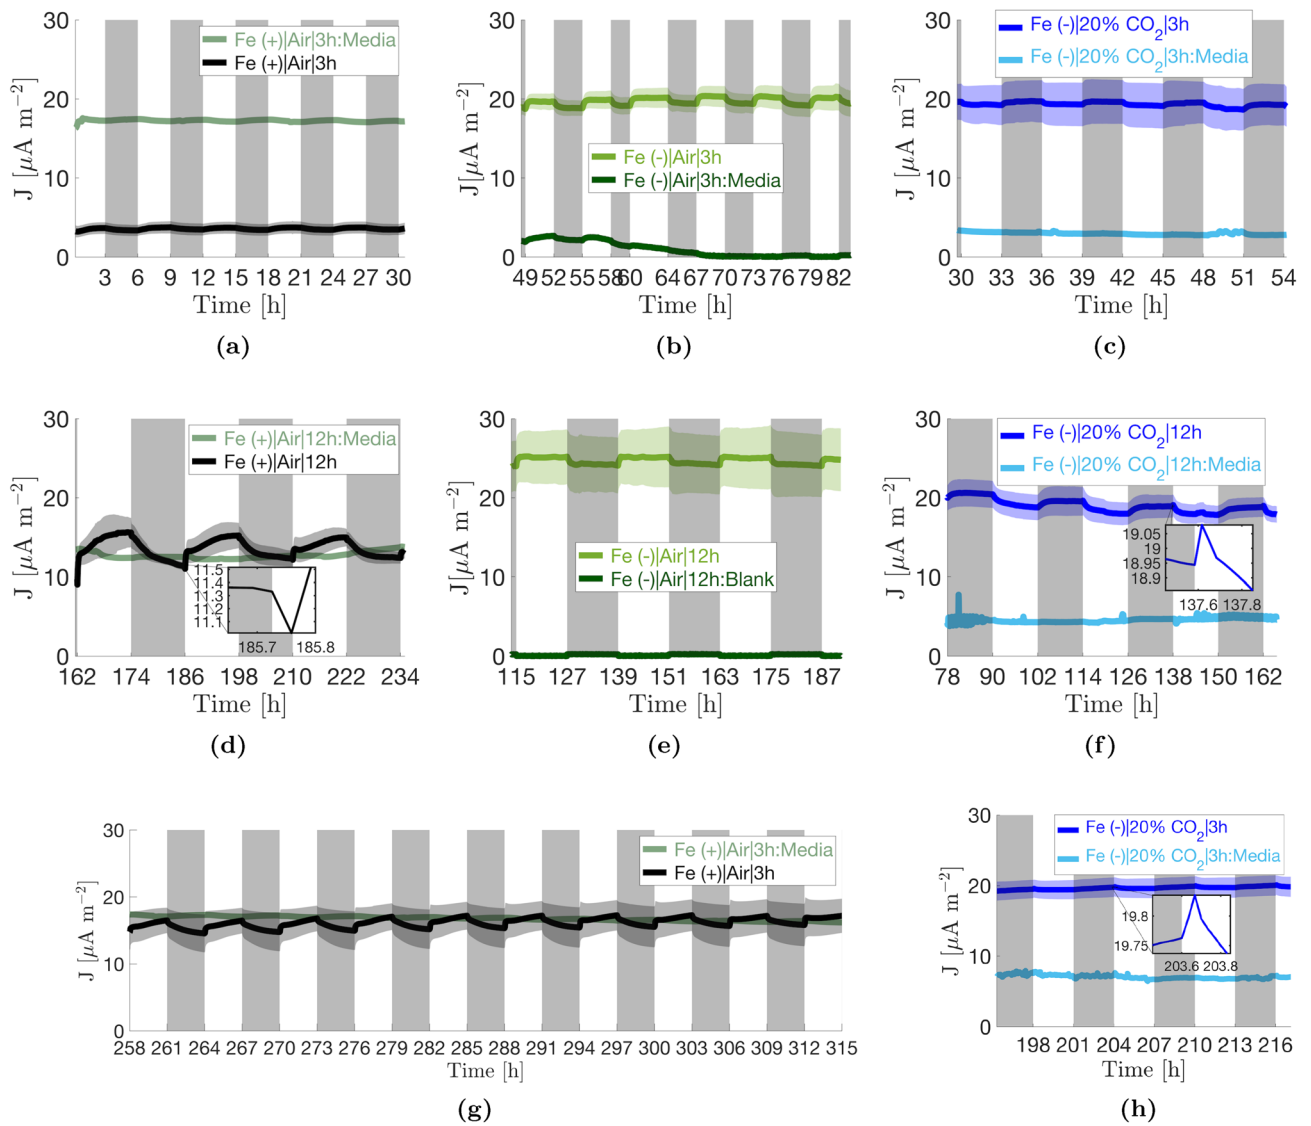 30
20
10
0
J [μA m−2]
Fe (+)|Air|3h:Media
Fe (+)|Air|3h
3 6 9 12 15 18 21 24 27 30
Time [h]
(a)
30
20
10
0
J[μA m−2]
Fe (-)|Air|3h
Fe (-)|Air|3h:Media
49 52 55 58 60 64 67 70 73 76 79 82
Time [h]
(b)
30
20
10
0
J [μA m−2]
Fe (-)|20% CO2|3h
Fe (-)|20% CO2|3h:Media
30 33 36 39 42 45 48 51 54
Time [h]
(c)
30
20
10
0
J [μA m−2]
Fe (+)|Air|12h:Media
Fe (+)|Air|12h
11.5
11.4
11.3
11.2
11.1
185.7 185.8
162 174 186 198 210 222 234
Time [h]
(d)
30
20
10
0
J[μA m−2]
Fe (-)|Air|12h
Fe (-)|Air|12h:Blank
115 127 139 151 163 175 187
Time [h]
(e)
30
20
10
0
J [μA m−2]
Fe (-)|20% CO2|12h
Fe (-)|20% CO2|12h:Media
19.05
19
18.95
18.9
137.6 137.8
78 90 102 114 126 138 150 162
Time [h]
(f)
30
20
10
0
J [μA m−2]
Fe (+)|Air|3h:Media
Fe (+)|Air|3h
258 261 264 267 270 273 276 279 282 285 288 291 294 297 300 303 306 309 312 315
Time [h]
(g)
30
20
10
0
J [μA m−2]
Fe (-)|20% CO2|3h
Fe (-)|20% CO2|3h:Media
19.8
19.75
203.6 203.8
198 201 204 207 210 213 216
Time [h]
(h)